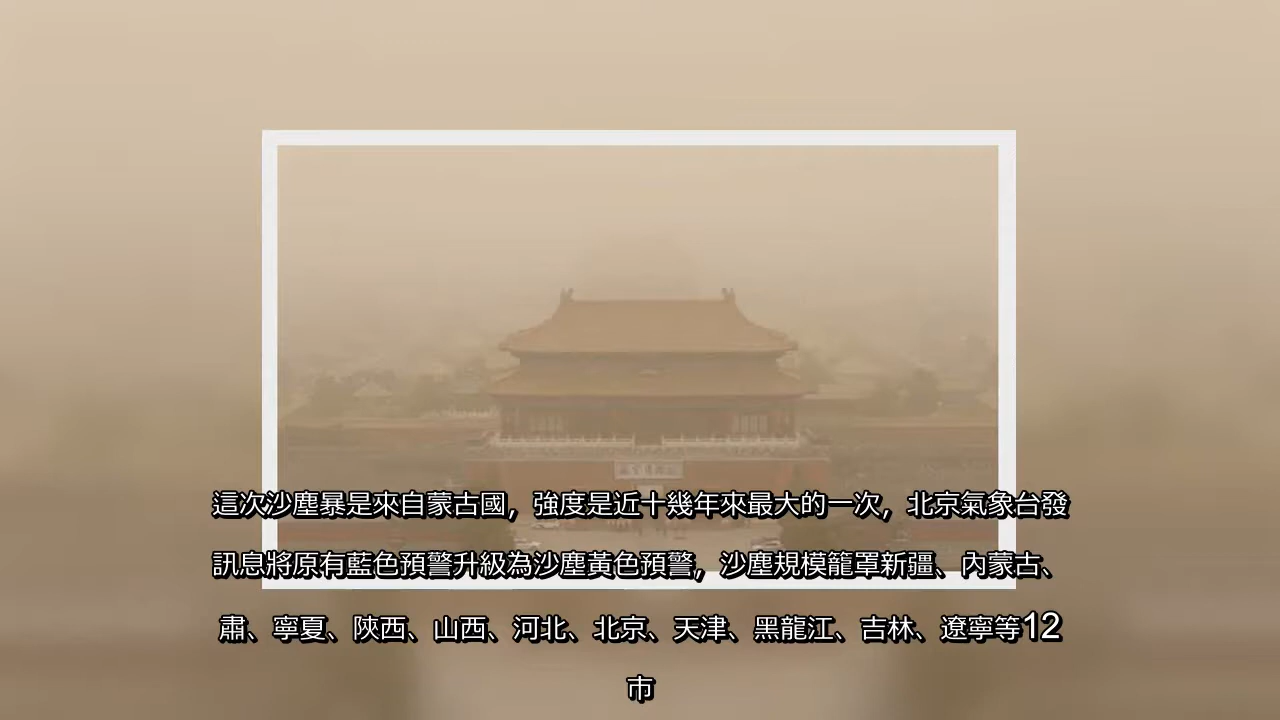 這次沙塵暴是來自蒙古國，強度是近十幾年來最大的一次，北京氣象台發
訊息將原有藍色預警升級為沙塵黃色預警，沙塵規模籠罩新疆、內蒙古、
肅、寧夏、陝西、山西、河北、北京、天津、黑龍江、吉林、遼寧等12
市